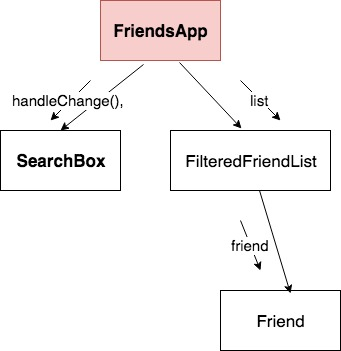 FriendsApp
handleChange(),
list
SearchBox
FilteredFriendList
friend
Friend